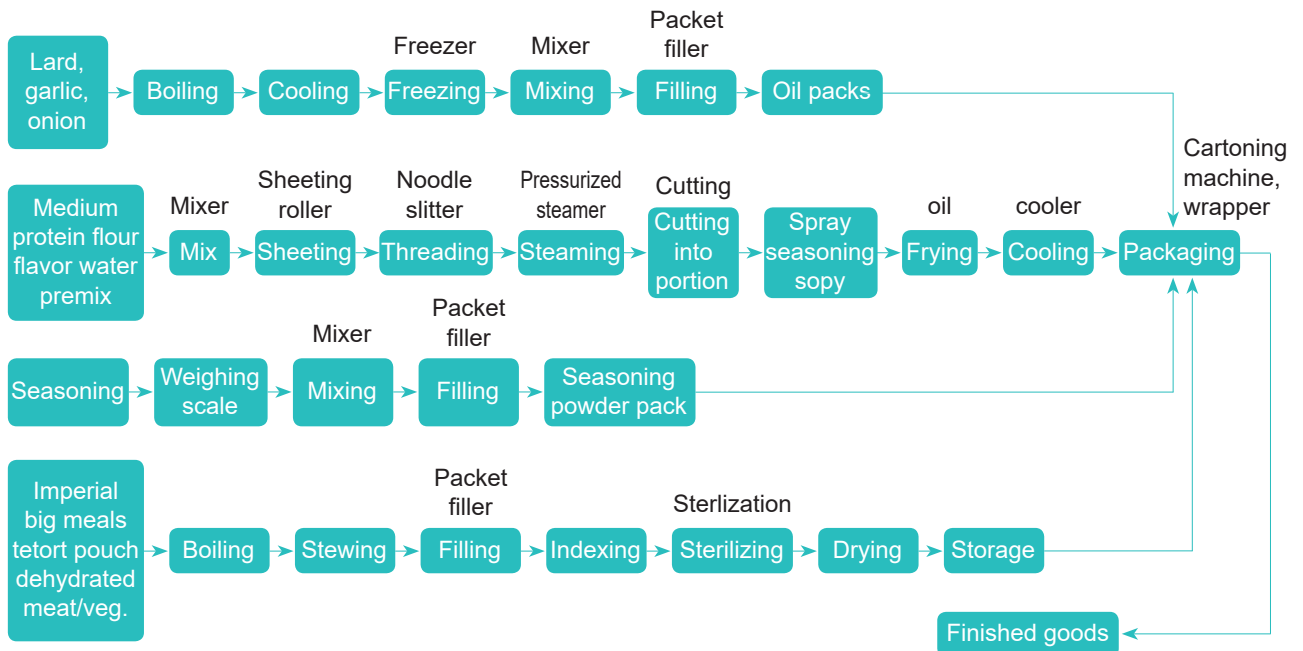 Lard,
garlic,
onion
Boiling
Cooling
Freezer
Freezing
Mixer
Mixing
Packet
filler
Filling
Oil packs
Medium
protein flour
flavor water
premix
Mixer
Mix
Sheeting
roller
Sheeting
Noodle
slitter
Threading
Pressurized
steamer
Steaming
Cutting
Cutting
into
portion
Spray
seasoning
sopy
oil
Frying
cooler
Cooling
Cartoning
machine,
wrapper
Packaging
Seasoning
Weighing
scale
Mixer
Mixing
Packet
filler
Filling
Seasoning
powder pack
Imperial
big meals
tetort pouch
dehydrated
meat/veg.
Boiling
Stewing
Packet
filler
Filling
Indexing
Sterlization
Sterilizing
Drying
Storage
Finished goods